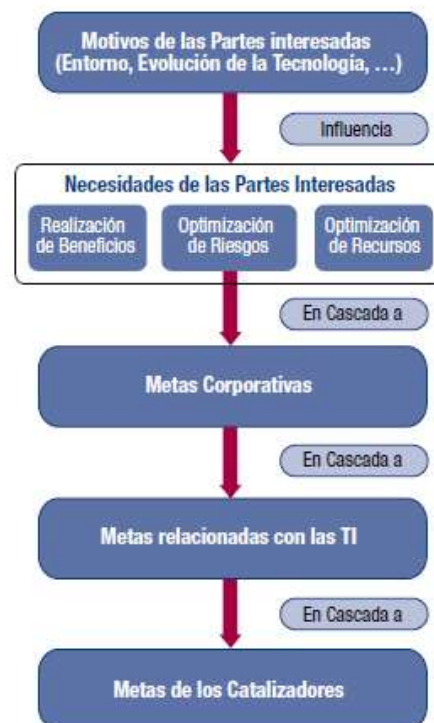 Motivos de las Partes interesadas
(Entorno, Evolución de la Tecnología, …)
Influencia
Necesidades de las Partes Interesadas
Realización
de Beneficios
Optimización
de Riesgos
Optimización
de Recursos
En Cascada a
Metas Corporativas
En Cascada a
Metas relacionadas con las TI
En Cascada a
Metas de los Catalizadores